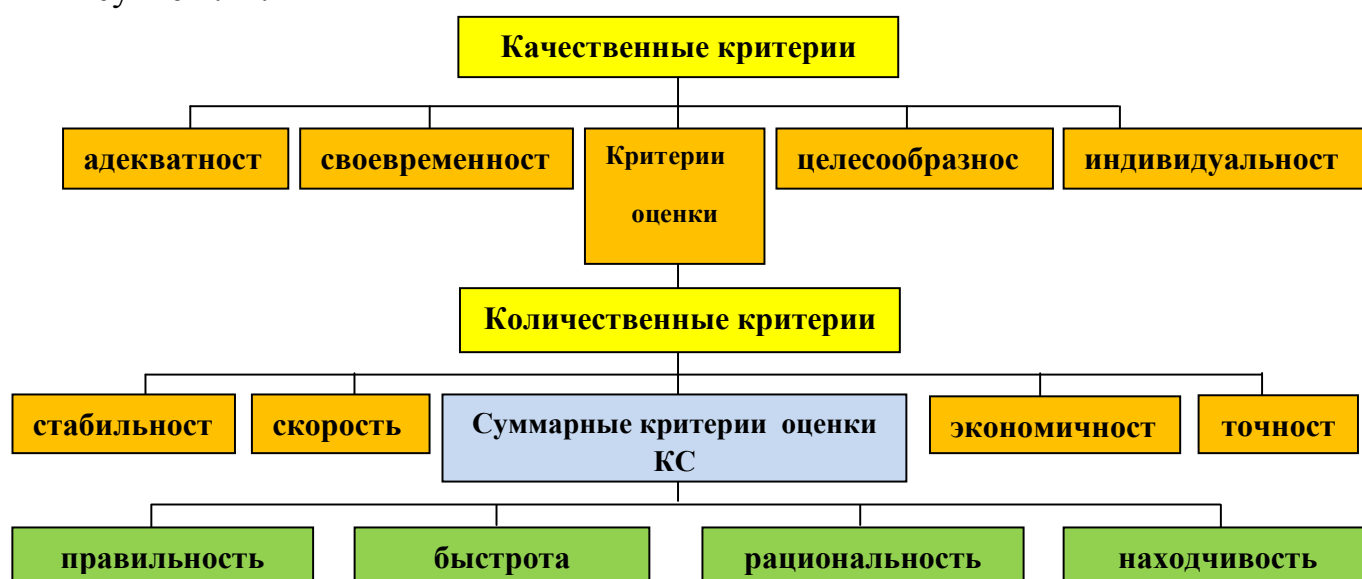 Качественные критерии
адекватност
своевременност
Критерии
оценки
целесообразнос
индивидуальност
Количественные критерии
стабильност
скорость
Суммарные критерии оценки
КС
экономичност
точност
правильность
быстрота
рациональность
находчивость